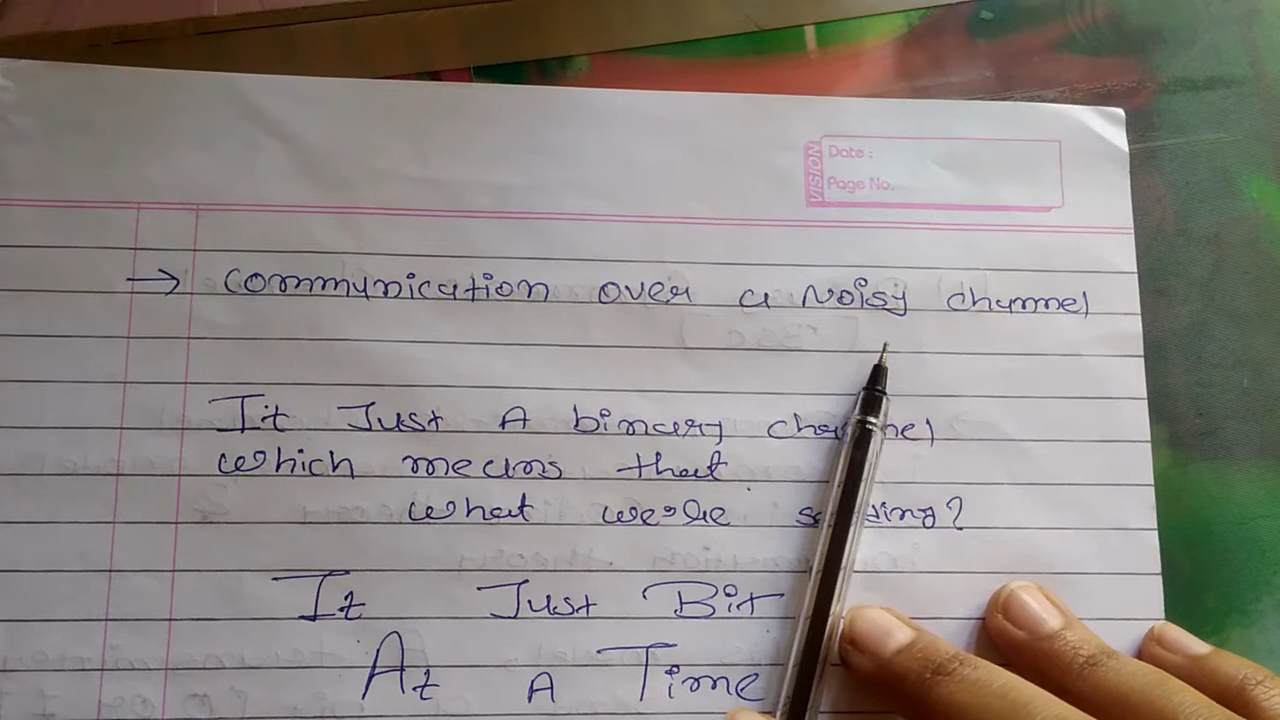 VISION
Date :
Page No.
→ Communication over a Noisy channel
It Just A binary channel
which means that
what we're sending?
It Just Bit
At A Time